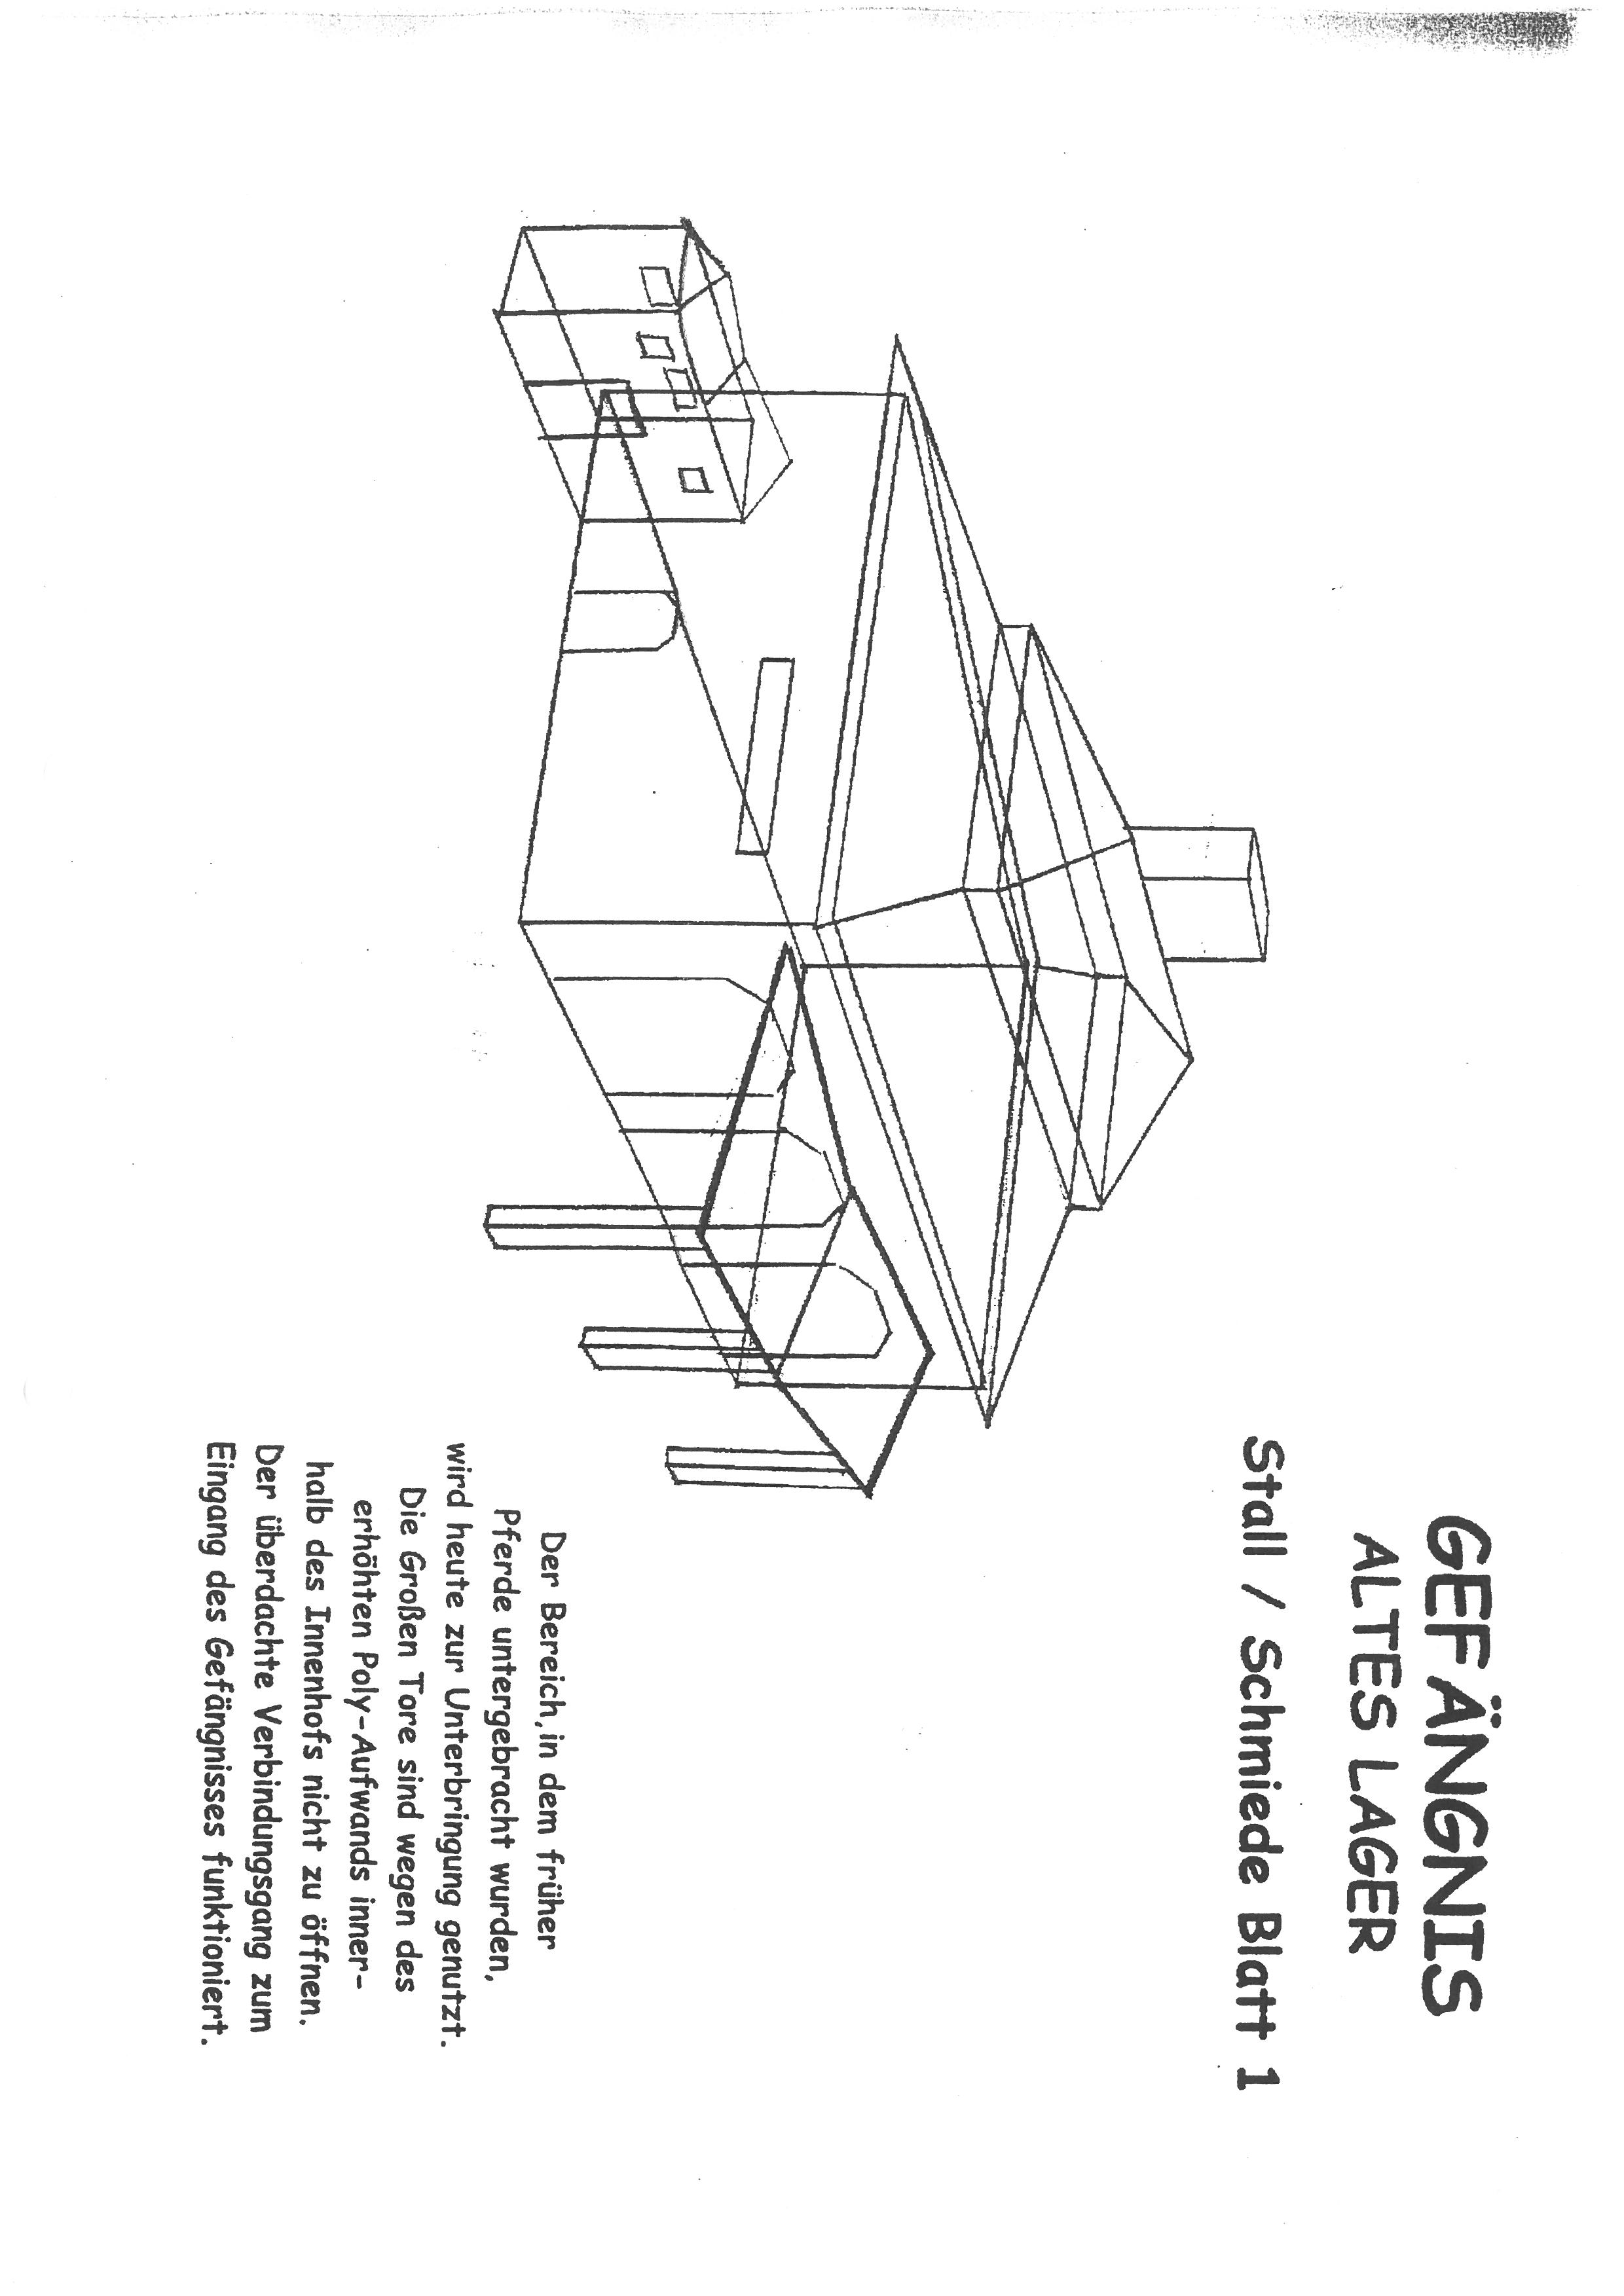 GEFÄNGNIS
ALTES LAGER
Stall / Schmiede Blatt 1
Der Bereich, in dem früher
Pferde untergebracht wurden,
wird heute zur Unterbringung genutzt.
Die Großen Tore sind wegen des
erhöhten Poly-Aufwands inner-
halb des Innenhofs nicht zu öffnen.
Der überdachte Verbindungsgang zum
Eingang des Gefängnisses funktioniert.